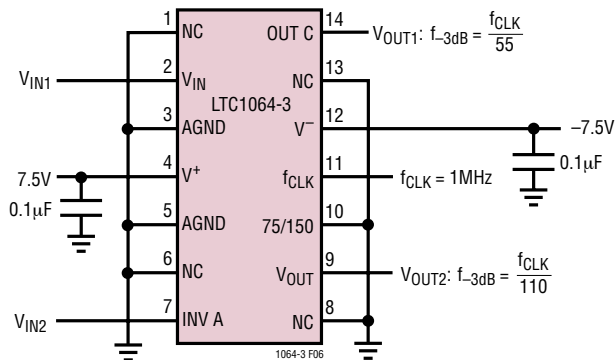 1
NC
OUT C
14
VOUT1: f–3dB = fCLK
55
VIN1
2
VIN
NC
13
LTC1064-3
3
AGND
V–
12
–7.5V
7.5V
4
V+
fCLK
11
fCLK = 1MHz
0.1µF
0.1µF
5
AGND
75/150
10
6
NC
VOUT
9
VOUT2: f–3dB = fCLK
110
VIN2
7
INV A
NC
8
1064-3 F06